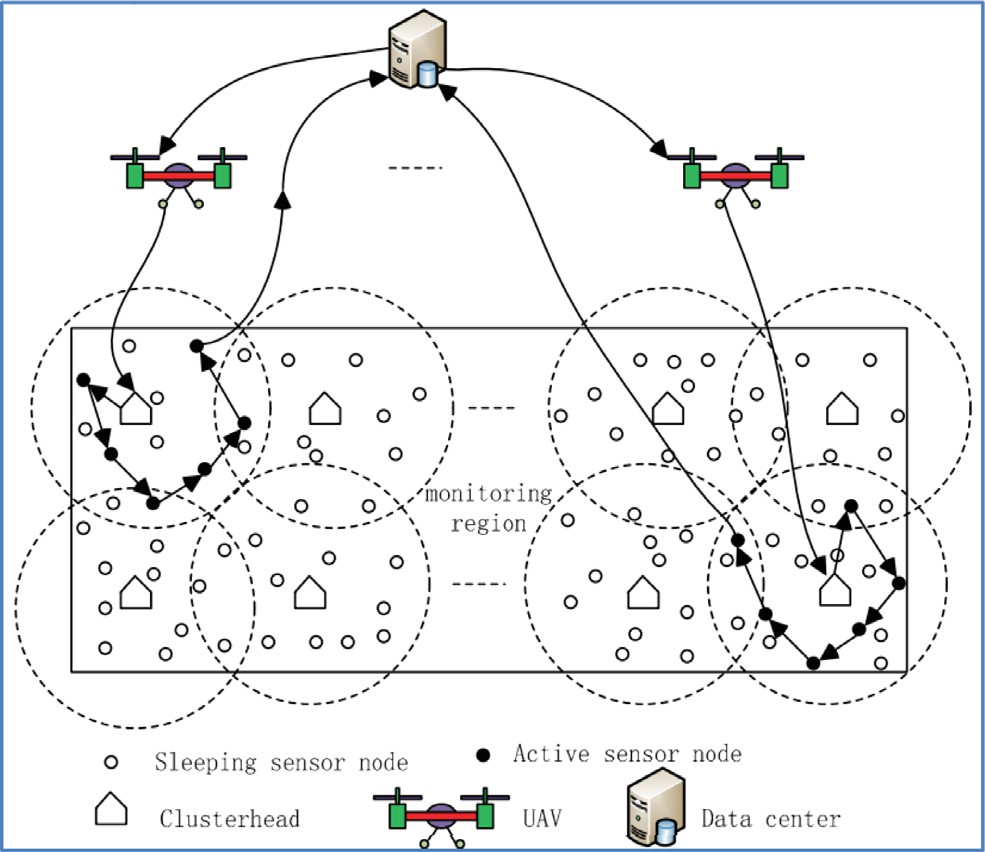 monitoring
region
Sleeping sensor node
Active sensor node
Clusterhead
UAV
Data center